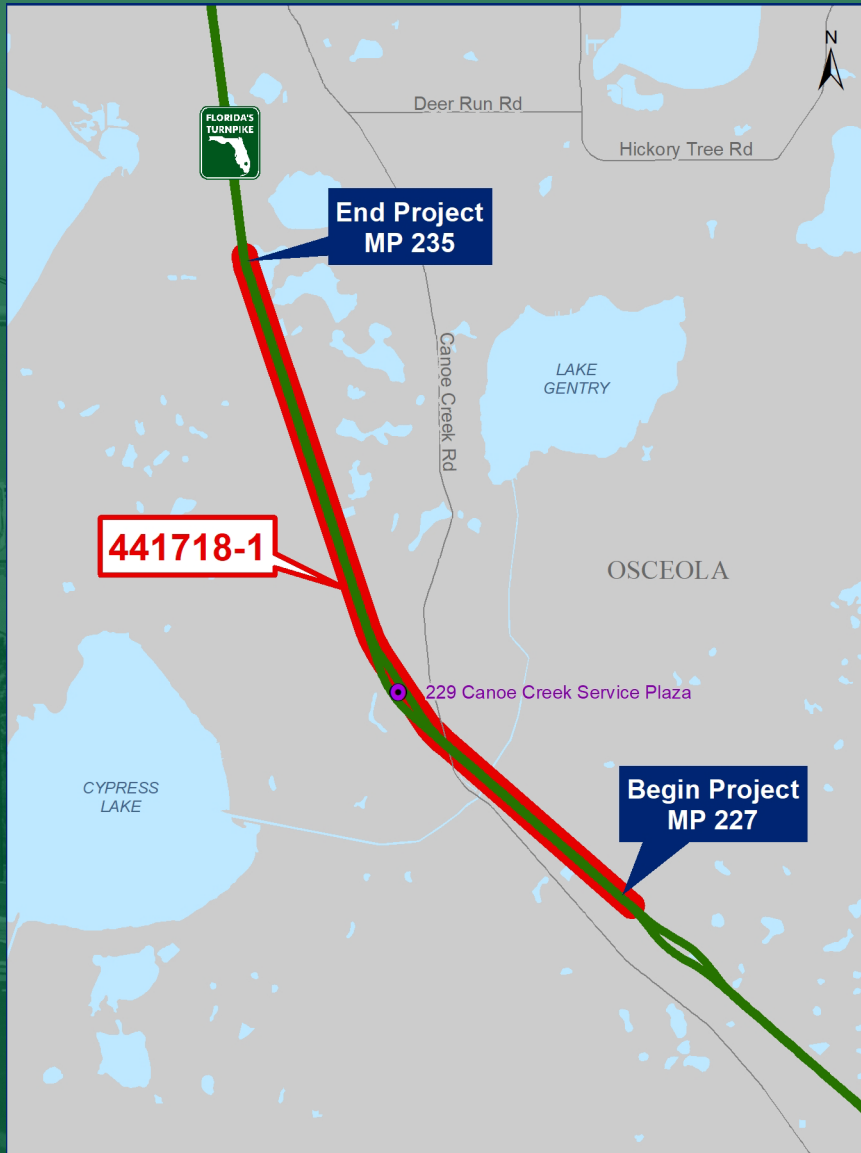 N
Deer Run Rd
FLORIDA'S
TURNPIKE
Hickory Tree Rd
End Project
MP 235
Canoe Creek Rd
LAKE
GENTRY
441718-1
OSCEOLA
229 Canoe Creek Service Plaza
CYPRESS
LAKE
Begin Project
MP 227